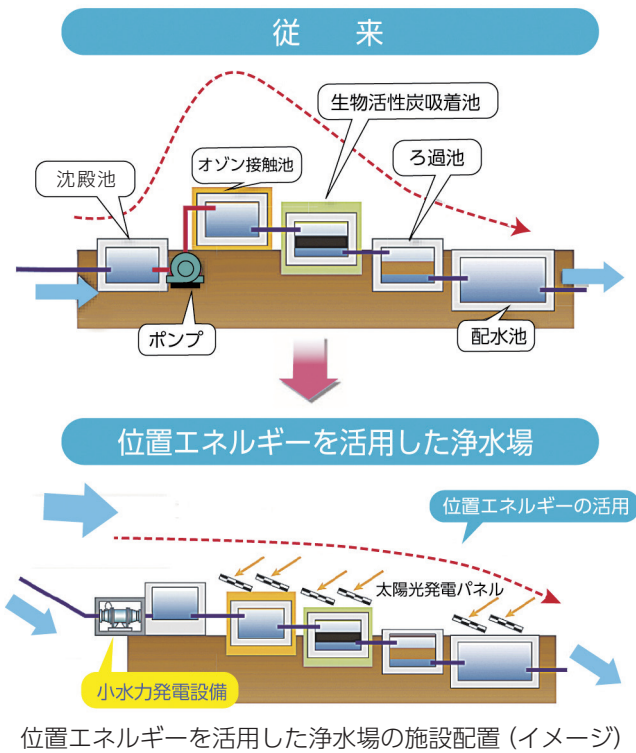 従　来
生物活性炭吸着池
オゾン接触池
ろ過池
沈殿池
ポンプ
配水池
位置エネルギーを活用した浄水場
位置エネルギーの活用
太陽光発電パネル
小水力発電設備
位置エネルギーを活用した浄水場の施設配置（イメージ）